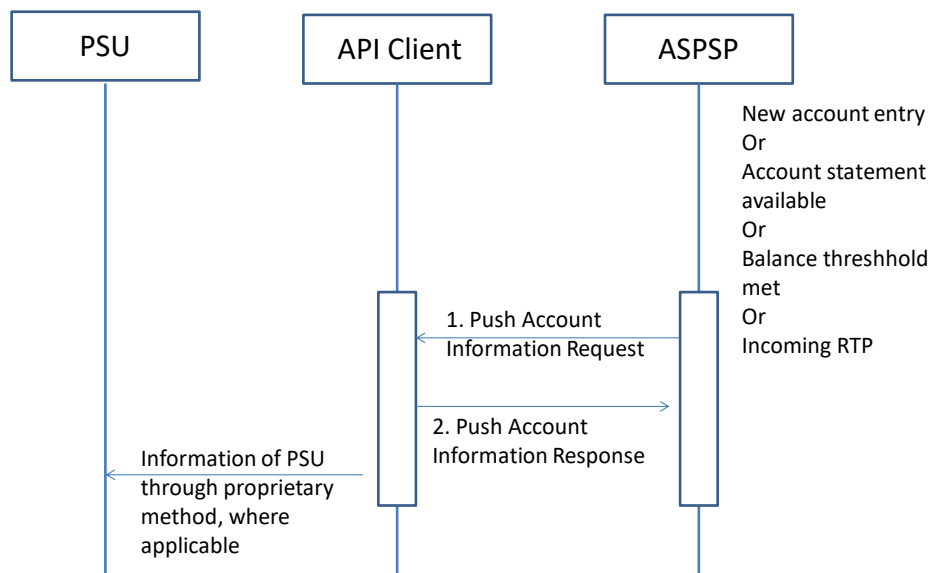 PSU
API Client
ASPSP
New account entry
Or
Account statement
available
Or
Balance threshhold
met
Or
Incoming RTP
1. Push Account
Information Request
2. Push Account
Information Response
Information of PSU
through proprietary
method, where
applicable